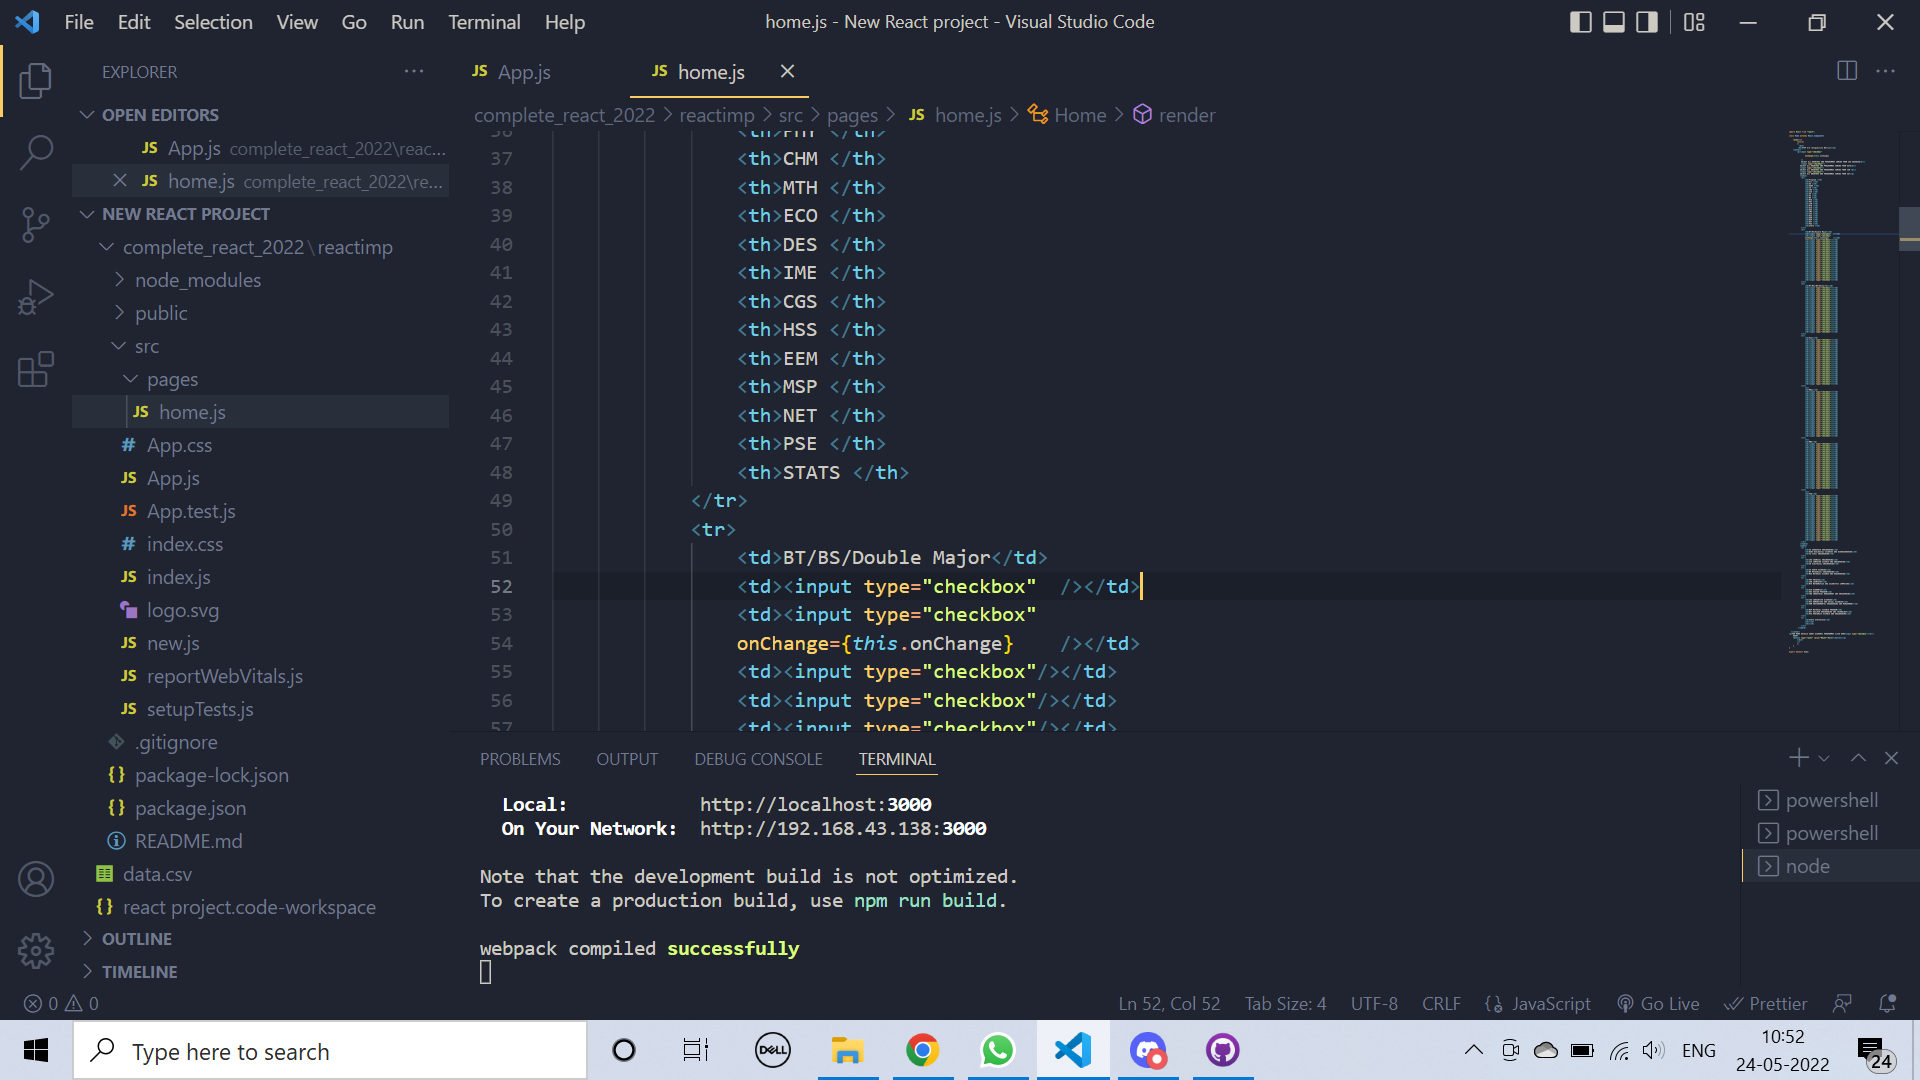 File Edit Selection View Go Run Terminal Help
home.js - New React project - Visual Studio Code
EXPLORER
OPEN EDITORS
JS App.js complete_react_2022\reac...
JS home.js complete_react_2022\re...
NEW REACT PROJECT
complete_react_2022\reactimp
node_modules
public
src
pages
JS home.js
# App.css
JS App.js
JS App.test.js
# index.css
JS index.js
logo.svg
JS new.js
JS reportWebVitals.js
JS setupTests.js
.gitignore
{} package-lock.json
{} package.json
README.md
data.csv
{} react project.code-workspace
OUTLINE
TIMELINE
JS App.js
JS home.js
complete_react_2022 > reactimp > src > pages > JS home.js > Home > render
36 <th>PHY </th>
37 <th>CHM </th>
38 <th>MTH </th>
39 <th>ECO </th>
40 <th>DES </th>
41 <th>IME </th>
42 <th>CGS </th>
43 <th>HSS </th>
44 <th>EEM </th>
45 <th>MSP </th>
46 <th>NET </th>
47 <th>PSE </th>
48 <th>STATS </th>
49 </tr>
50 <tr>
51 <td>BT/BS/Double Major</td>
52 <td><input type="checkbox"  /></td>
53 <td><input type="checkbox"
54 onChange={this.onChange}    /></td>
55 <td><input type="checkbox"/></td>
56 <td><input type="checkbox"/></td>
57 <td><input type="checkbox"/></td>
PROBLEMS OUTPUT DEBUG CONSOLE TERMINAL
Local: http://localhost:3000
On Your Network: http://192.168.43.138:3000
Note that the development build is not optimized.
To create a production build, use npm run build.
webpack compiled successfully
powershell
powershell
node
0 0
Ln 52, Col 52 Tab Size: 4 UTF-8 CRLF {} JavaScript Go Live Prettier
Type here to search
DELL
ENG
10:52
24-05-2022
24